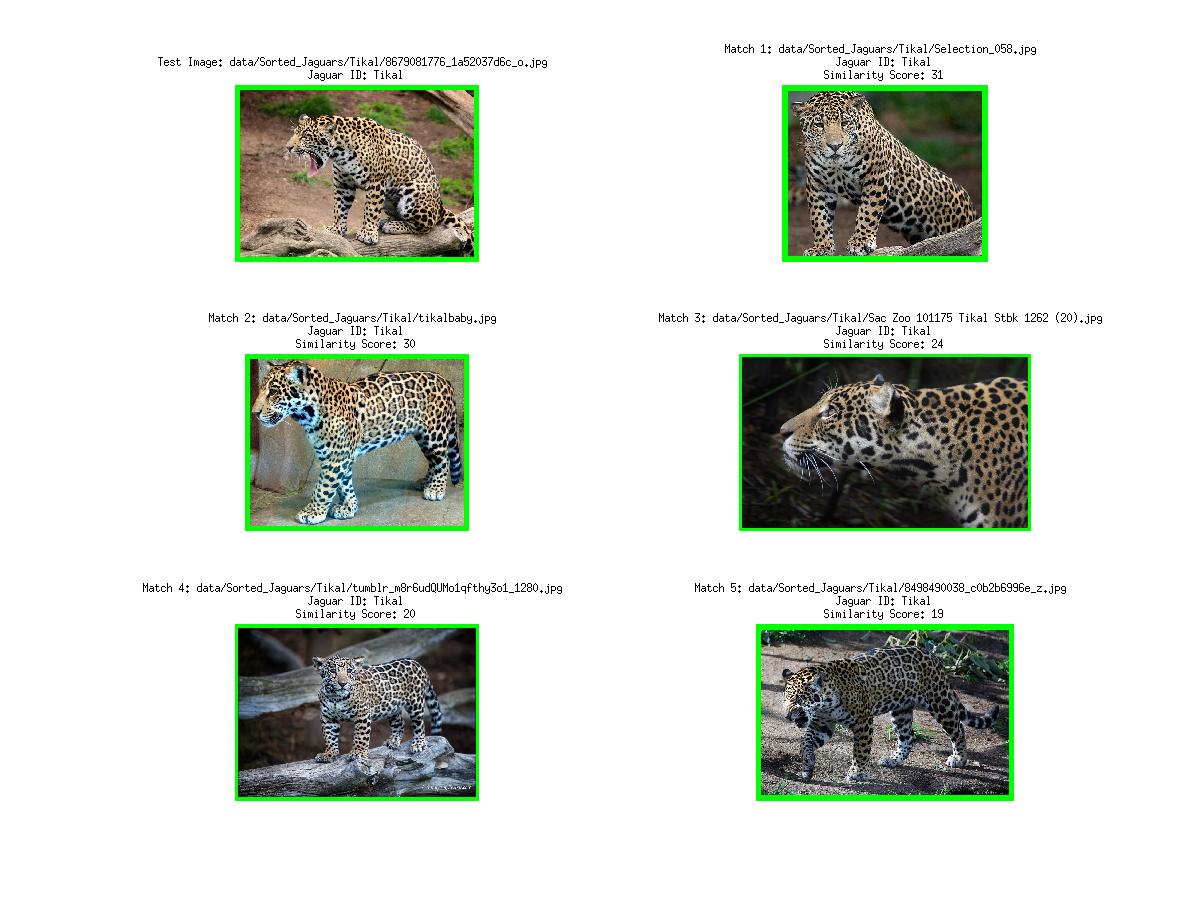 Test Image: data/Sorted_Jaguars/Tikal/8679081776_1a52037d6c_o.jpg
Jaguar ID: Tikal
Match 1: data/Sorted_Jaguars/Tikal/Selection_058.jpg
Jaguar ID: Tikal
Similarity Score: 31
Match 2: data/Sorted_Jaguars/Tikal/tikalbaby.jpg
Jaguar ID: Tikal
Similarity Score: 30
Match 3: data/Sorted_Jaguars/Tikal/Sac Zoo 101175 Tikal Stbk 1262 (20).jpg
Jaguar ID: Tikal
Similarity Score: 24
Match 4: data/Sorted_Jaguars/Tikal/tumblr_m8r6udQUMo1qfthy3o1_1280.jpg
Jaguar ID: Tikal
Similarity Score: 20
Match 5: data/Sorted_Jaguars/Tikal/8498490038_c0b2b6996e_z.jpg
Jaguar ID: Tikal
Similarity Score: 19